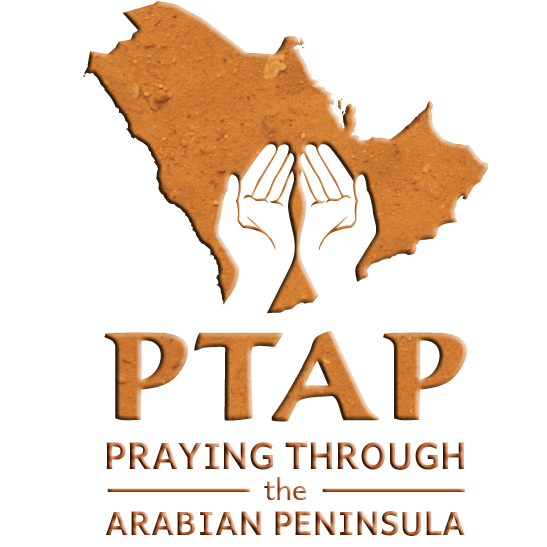 PTAP
PRAYING THROUGH
the
ARABIAN PENINSULA